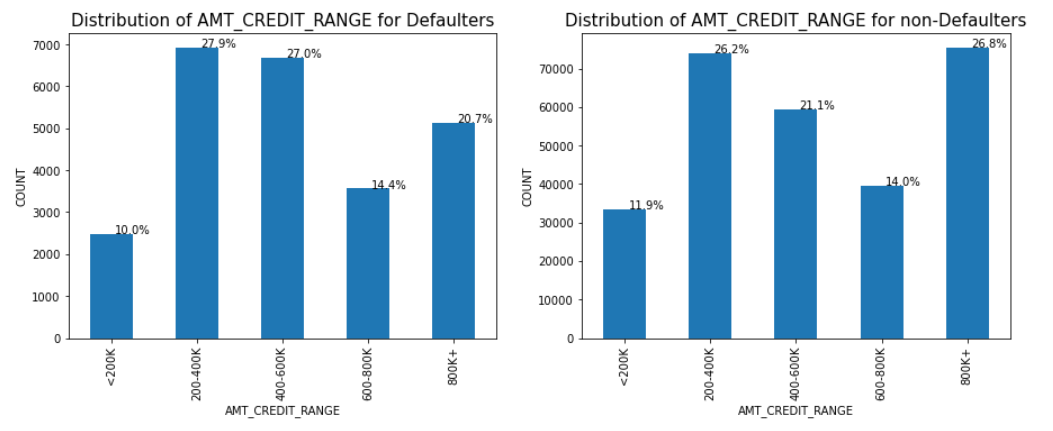 Distribution of AMT_CREDIT_RANGE for Defaulters
7000
6000
5000
4000
3000
2000
1000
0
COUNT
10.0%
27.9%
27.0%
14.4%
20.7%
<200K
200-400K
400-600K
600-800K
800K+
AMT_CREDIT_RANGE
Distribution of AMT_CREDIT_RANGE for non-Defaulters
70000
60000
50000
40000
30000
20000
10000
0
COUNT
11.9%
26.2%
21.1%
14.0%
26.8%
<200K
200-400K
400-600K
600-800K
800K+
AMT_CREDIT_RANGE